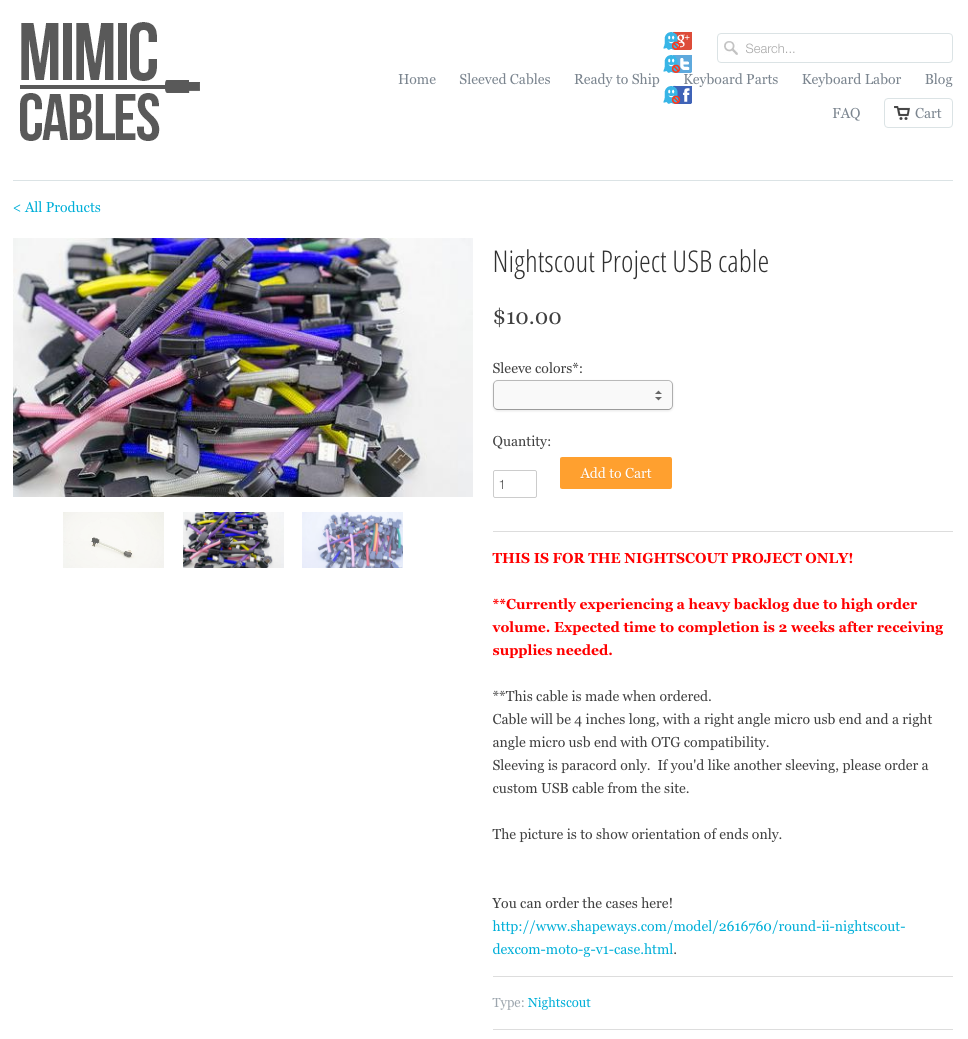 MIMIC
CABLES
Search...
Home Sleeved Cables Ready to Ship Keyboard Parts Keyboard Labor Blog
FAQ Cart
< All Products
Nightscout Project USB cable
$10.00
Sleeve colors*:
Quantity:
1
Add to Cart
THIS IS FOR THE NIGHTSCOUT PROJECT ONLY!
**Currently experiencing a heavy backlog due to high order
volume. Expected time to completion is 2 weeks after receiving
supplies needed.
**This cable is made when ordered.
Cable will be 4 inches long, with a right angle micro usb end and a right
angle micro usb end with OTG compatibility.
Sleeving is paracord only.  If you'd like another sleeving, please order a
custom USB cable from the site.
The picture is to show orientation of ends only.
You can order the cases here!
http://www.shapeways.com/model/2616760/round-ii-nightscout-
dexcom-moto-g-v1-case.html.
Type: Nightscout